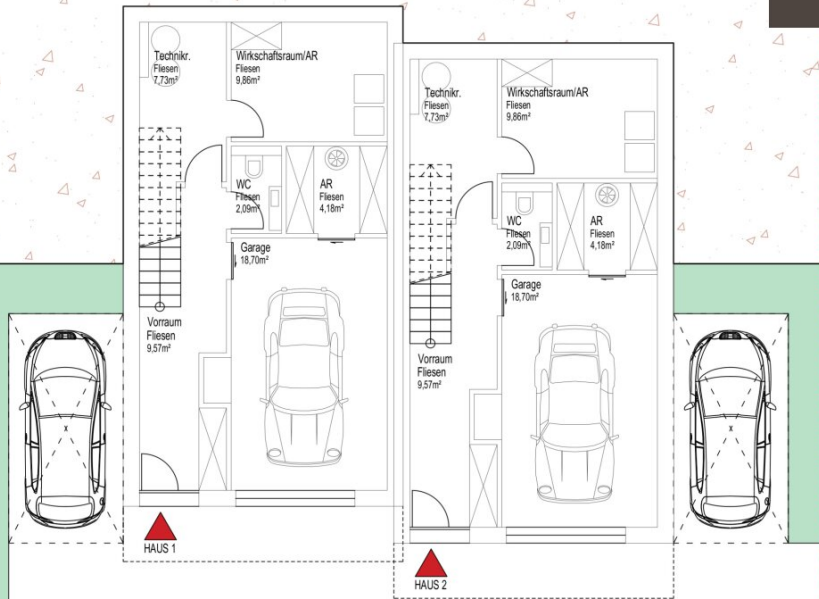 Technikr.
Fliesen
7,73m²
Wirkschaftsraum/AR
Fliesen
9,86m²
WC
Fliesen
2,09m²
AR
Fliesen
4,18m²
Garage
18,70m²
Vorraum
Fliesen
9,57m²
HAUS 1
Technikr.
Fliesen
7,73m²
Wirkschaftsraum/AR
Fliesen
9,86m²
WC
Fliesen
2,09m²
AR
Fliesen
4,18m²
Garage
18,70m²
Vorraum
Fliesen
9,57m²
HAUS 2